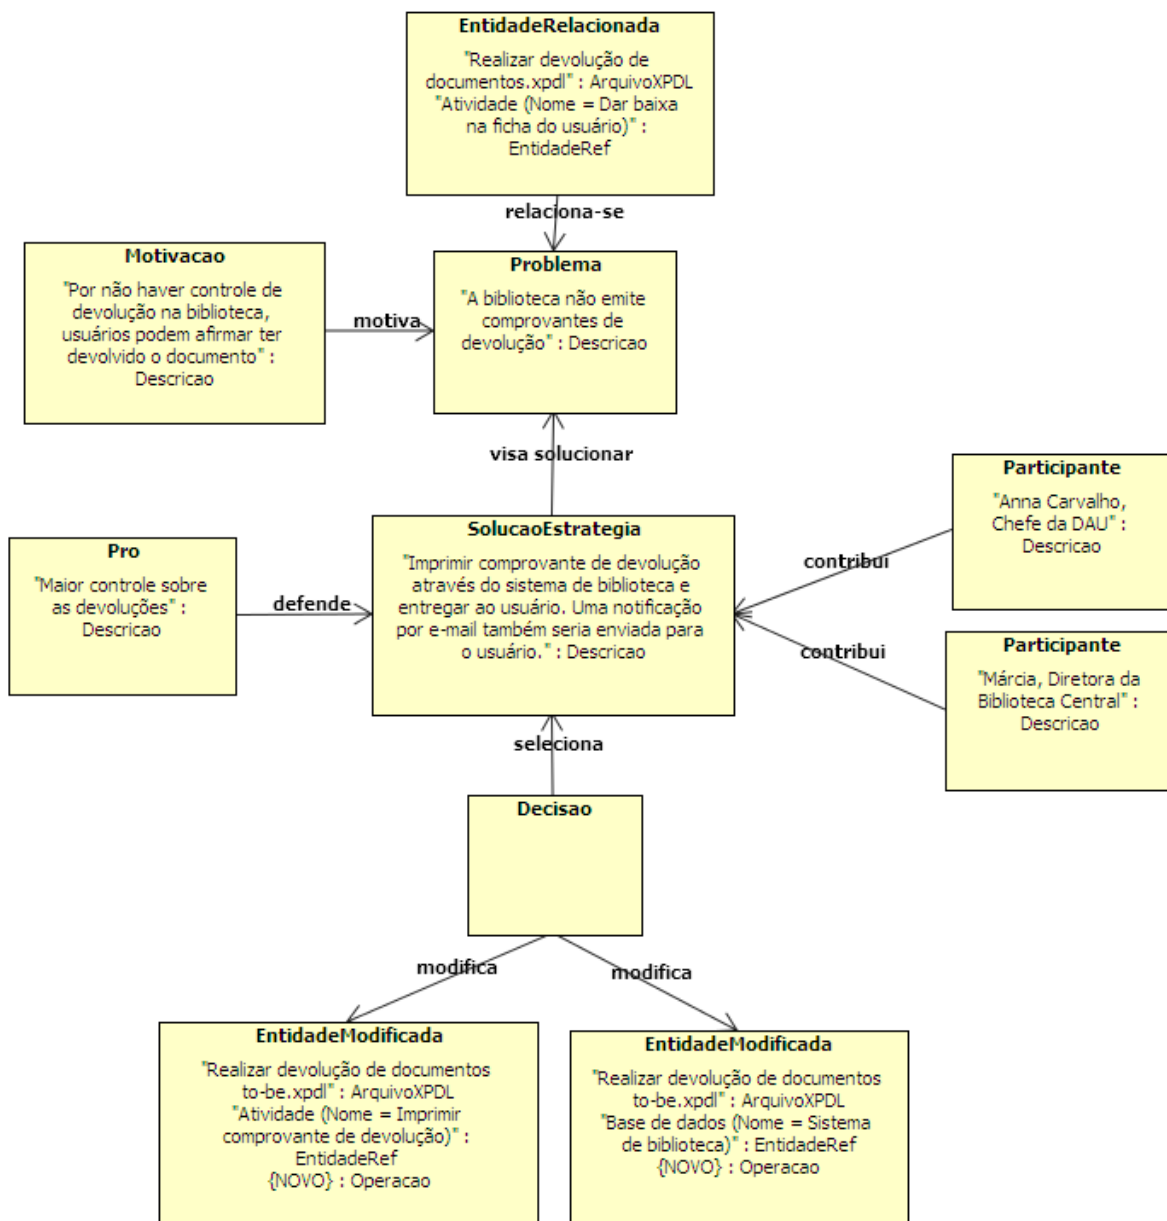 EntidadeRelacionada
"Realizar devolução de
documentos.xpdl" : ArquivoXPDL
"Atividade (Nome = Dar baixa
na ficha do usuário)" :
EntidadeRef
relaciona-se
Motivacao
"Por não haver controle de
devolução na biblioteca,
usuários podem afirmar ter
devolvido o documento" :
Descricao
motiva
Problema
"A biblioteca não emite
comprovantes de
devolução" : Descricao
visa solucionar
Participante
"Anna Carvalho,
Chefe da DAU" :
Descricao
contribui
Pro
"Maior controle sobre
as devoluções" :
Descricao
defende
SolucaoEstrategia
"Imprimir comprovante de devolução
através do sistema de biblioteca e
entregar ao usuário. Uma notificação
por e-mail também seria enviada para
o usuário." : Descricao
contribui
Participante
"Márcia, Diretora da
Biblioteca Central" :
Descricao
seleciona
Decisao
modifica
modifica
EntidadeModificada
"Realizar devolução de documentos
to-be.xpdl" : ArquivoXPDL
"Atividade (Nome = Imprimir
comprovante de devolução)" :
EntidadeRef
{NOVO} : Operacao
EntidadeModificada
"Realizar devolução de documentos
to-be.xpdl" : ArquivoXPDL
"Base de dados (Nome = Sistema
de biblioteca)" : EntidadeRef
{NOVO} : Operacao